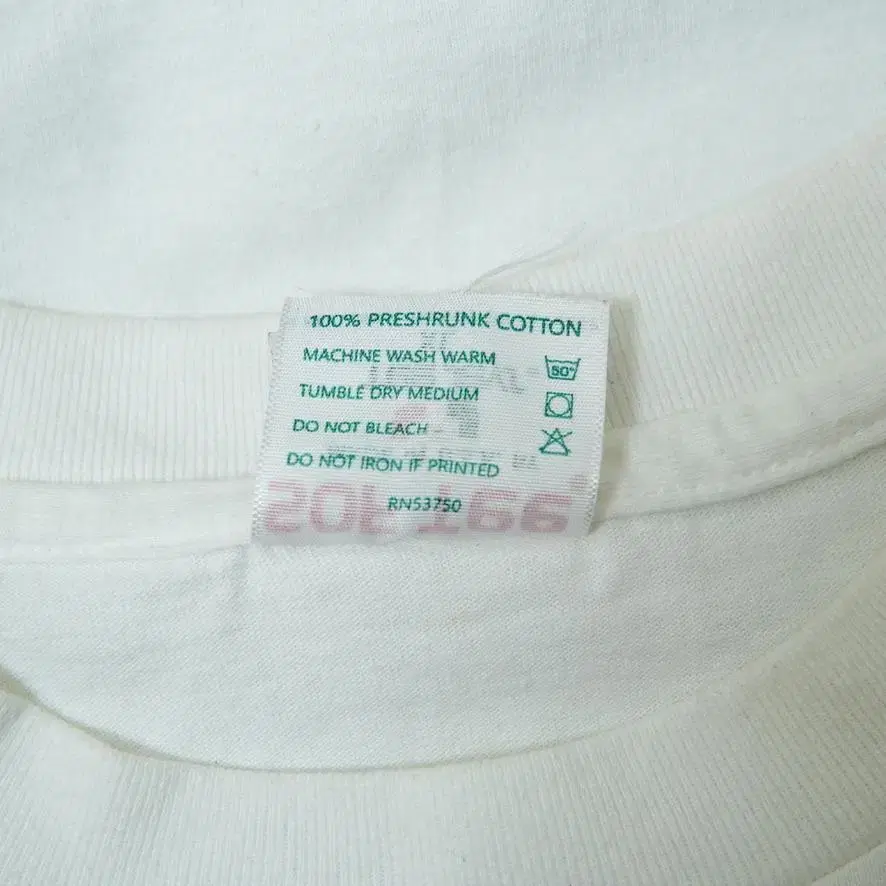 100% PRESHRUNK COTTON
MACHINE WASH WARM
50°
TUMBLE DRY MEDIUM
DO NOT BLEACH
DO NOT IRON IF PRINTED
RN53750